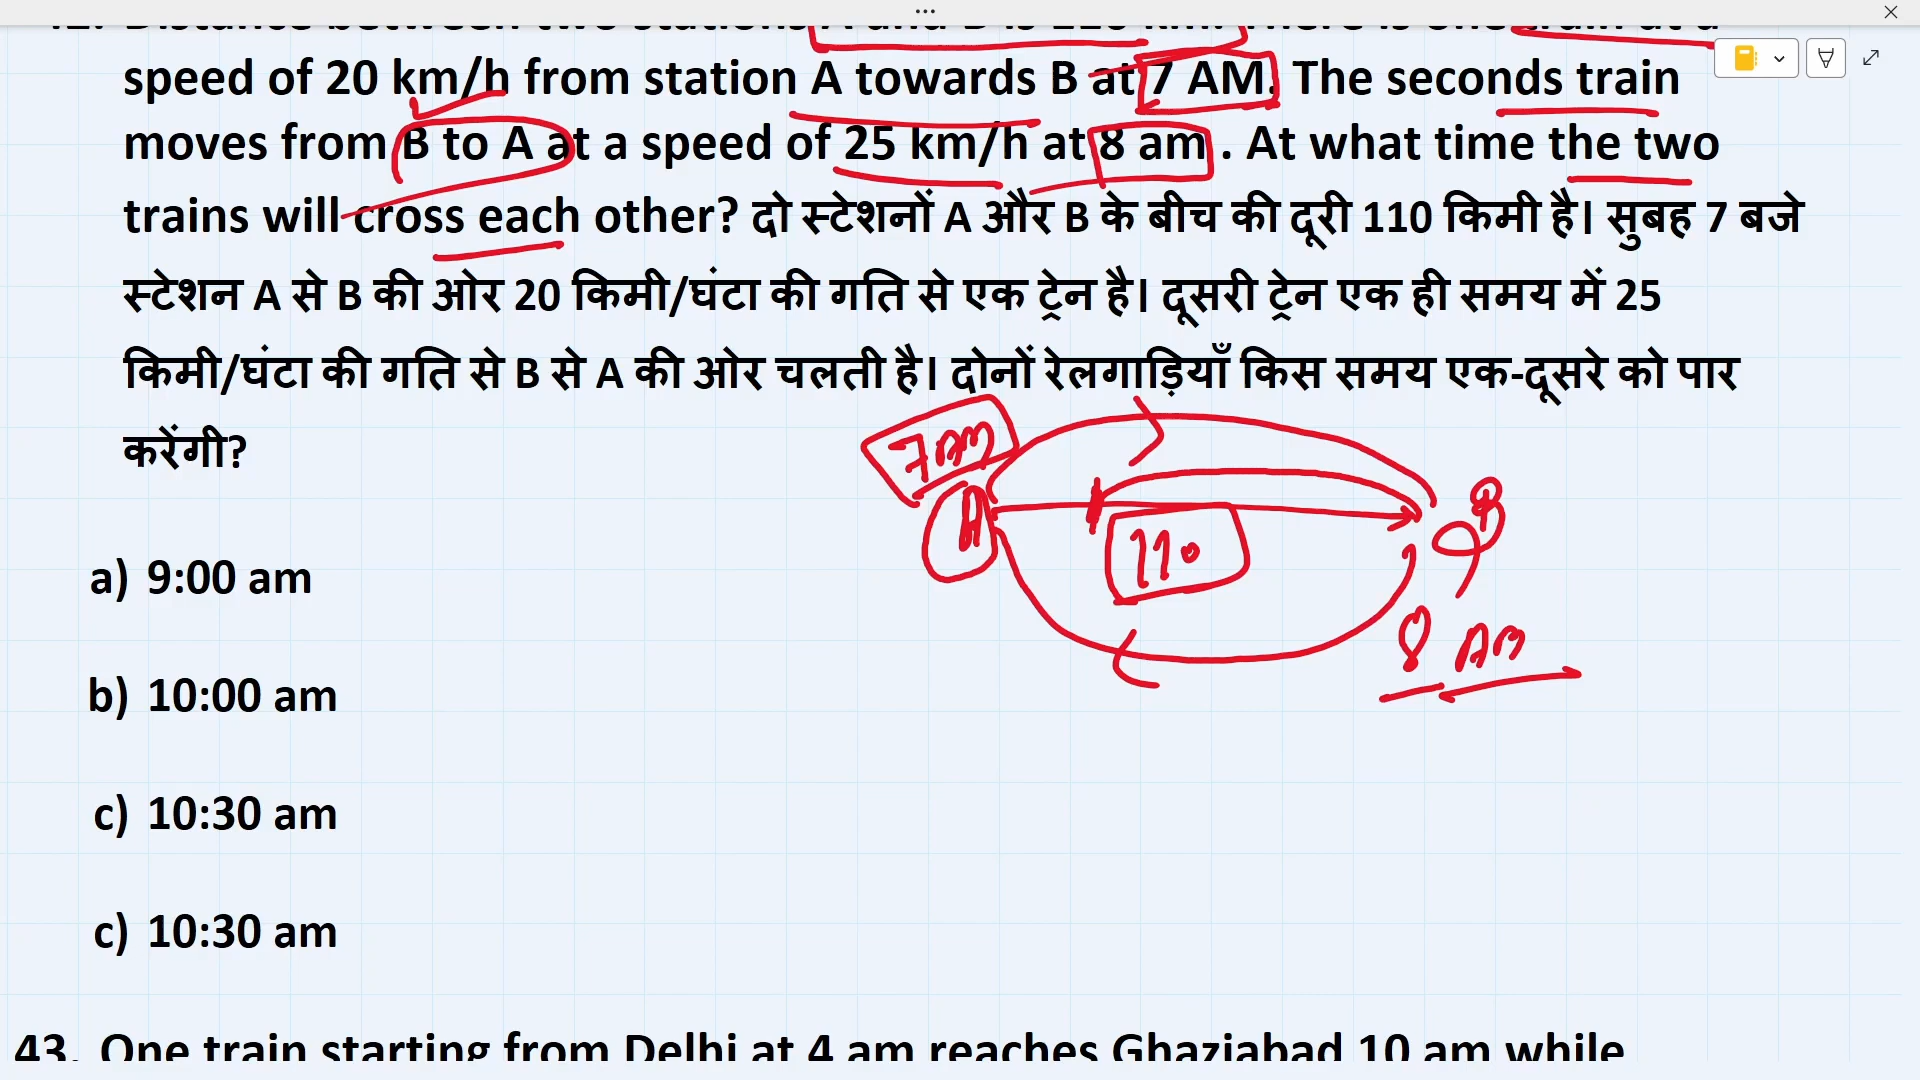 speed of 20 km/h from station A towards B at 7 AM. The seconds train
moves from B to A at a speed of 25 km/h at 8 am . At what time the two
trains will cross each other? दो स्टेशनों A और B के बीच की दूरी 110 किमी है। सुबह 7 बजे
स्टेशन A से B की ओर 20 किमी/घंटा की गति से एक ट्रेन है। दूसरी ट्रेन एक ही समय में 25
किमी/घंटा की गति से B से A की ओर चलती है। दोनों रेलगाड़ियाँ किस समय एक-दूसरे को पार
करेंगी?
7 AM
A
110
B
8 AM
a) 9:00 am
b) 10:00 am
c) 10:30 am
c) 10:30 am
43. One train starting from Delhi at 4 am reaches Ghaziabad 10 am while